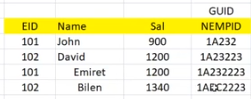 GUID
EID Name Sal NEMPID
101 John 900 1A232
102 David 1200 1A23223
101 Emiret 1200 1A232223
102 Bilen 1340